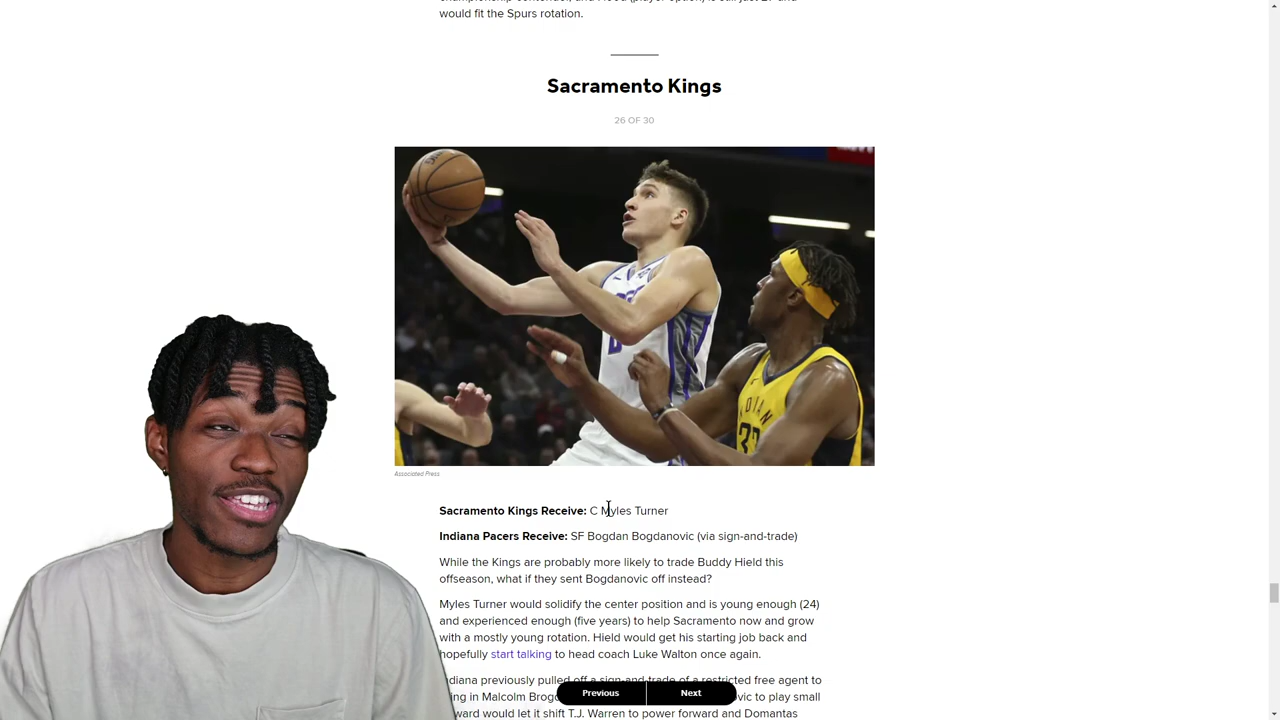 would fit the Spurs rotation.
Sacramento Kings
26 OF 30
33
Associated Press
Sacramento Kings Receive: C Myles Turner
Indiana Pacers Receive: SF Bogdan Bogdanovic (via sign-and-trade)
While the Kings are probably more likely to trade Buddy Hield this
offseason, what if they sent Bogdanovic off instead?
Myles Turner would solidify the center position and is young enough (24)
and experienced enough (five years) to help Sacramento now and grow
with a mostly young rotation. Hield would get his starting job back and
hopefully start talking to head coach Luke Walton once again.
Indiana previously pulled off a sign-and-trade of a restricted free agent to
in Malcolm
to play small
would let it shift T.J. Warren to power forward and Domantas
Previous
Next